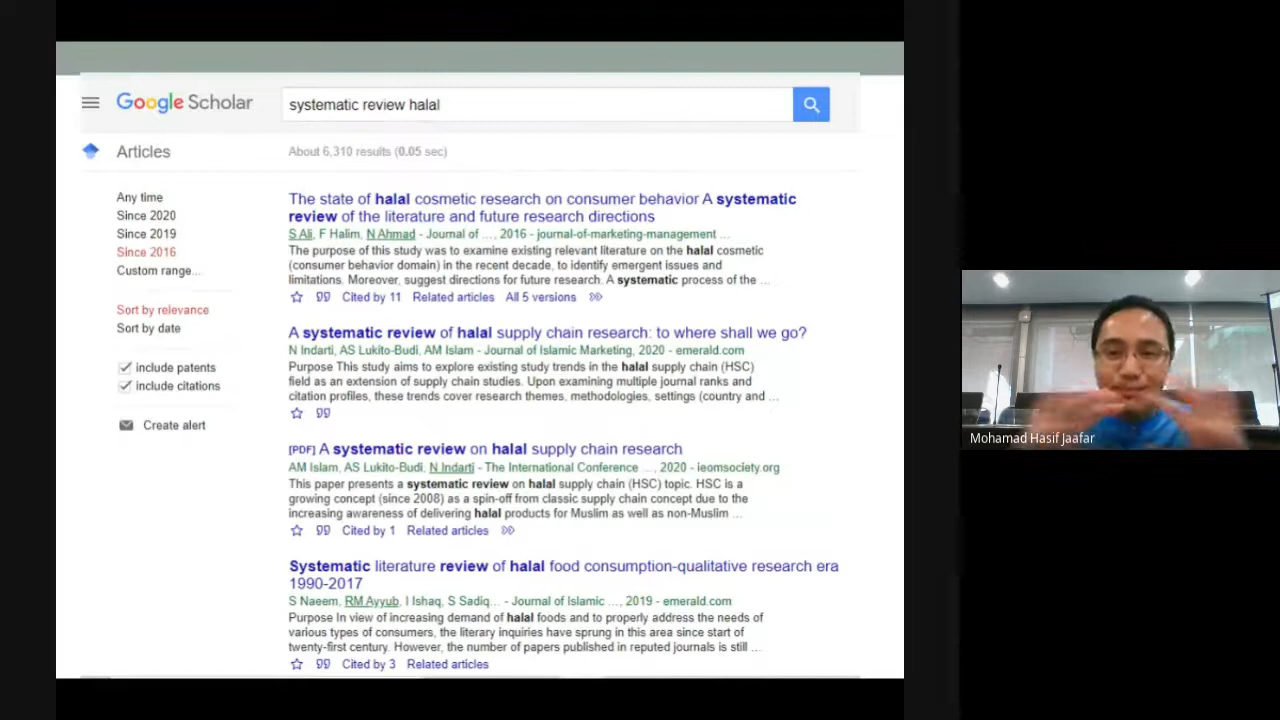 Google Scholar
systematic review halal
Articles
About 6,310 results (0.05 sec)
Any time
Since 2020
Since 2019
Since 2016
Custom range...
Sort by relevance
Sort by date
include patents
include citations
Create alert
The state of halal cosmetic research on consumer behavior A systematic
review of the literature and future research directions
S Ali, F Halim, N Ahmad - Journal of ..., 2016 - journal-of-marketing-management ...
The purpose of this study was to examine existing relevant literature on the halal cosmetic
(consumer behavior domain) in the recent decade, to identify emergent issues and
limitations. Moreover, suggest directions for future research. A systematic process of the ...
Cited by 11 Related articles All 5 versions
A systematic review of halal supply chain research: to where shall we go?
N Indarti, AS Lukito-Budi, AM Islam - Journal of Islamic Marketing, 2020 - emerald.com
Purpose This study aims to explore existing study trends in the halal supply chain (HSC)
field as an extension of supply chain studies. Upon examining multiple journal ranks and
citation profiles, these trends cover research themes, methodologies, settings (country and ...
[PDF] A systematic review on halal supply chain research
AM Islam, AS Lukito-Budi, N Indarti - The International Conference ..., 2020 - ieomsociety.org
This paper presents a systematic review on halal supply chain (HSC) topic. HSC is a
growing concept (since 2008) as a spin-off from classic supply chain concept due to the
increasing awareness of delivering halal products for Muslim as well as non-Muslim ...
Cited by 1 Related articles
Systematic literature review of halal food consumption-qualitative research era
1990-2017
S Naeem, RM Ayyub, I Ishaq, S Sadiq... - Journal of Islamic ..., 2019 - emerald.com
Purpose In view of increasing demand of halal foods and to properly address the needs of
various types of consumers, the literary inquiries have sprung in this area since start of
twenty-first century. However, the number of papers published in reputed journals is still ...
Cited by 3 Related articles
Mohamad Hasif Jaafar